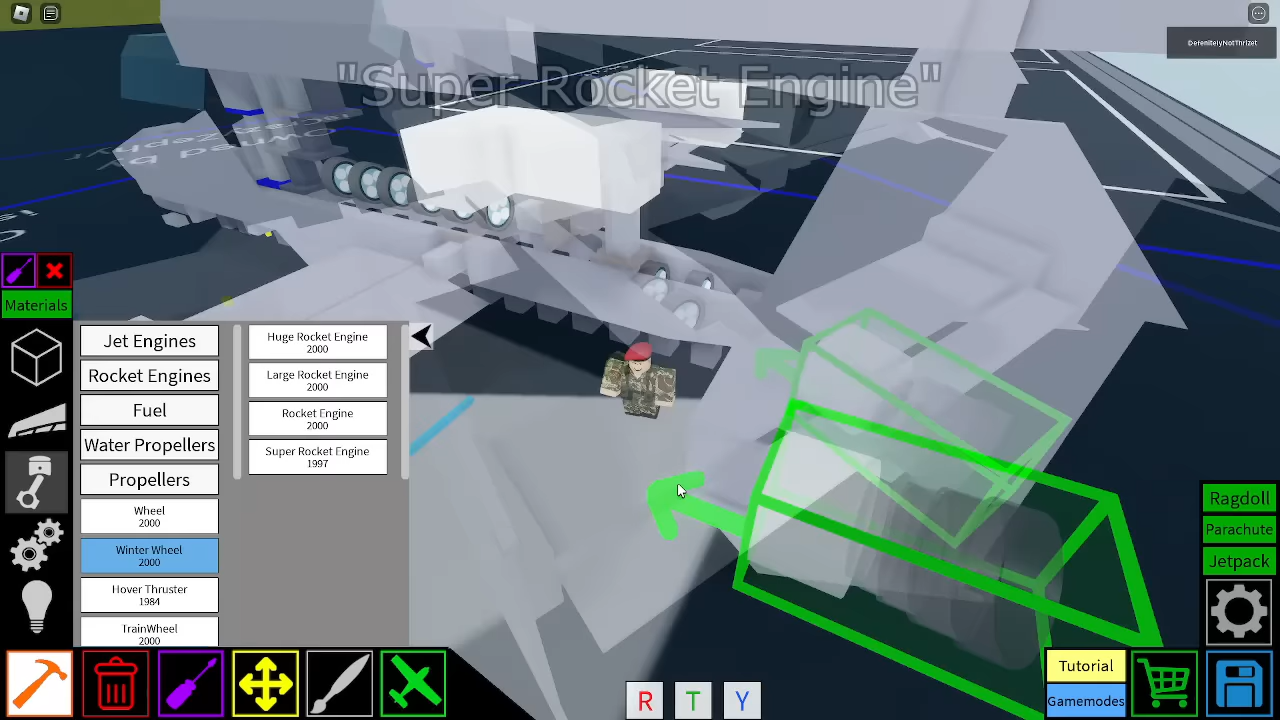 DefenitelyNotThrizet
"Super Rocket Engine"
Materials
Jet Engines
Rocket Engines
Fuel
Water Propellers
Propellers
Wheel
2000
Winter Wheel
2000
Hover Thruster
1984
TrainWheel
2000
Huge Rocket Engine
2000
Large Rocket Engine
2000
Rocket Engine
2000
Super Rocket Engine
1997
Ragdoll
Parachute
Jetpack
Tutorial
Gamemodes
R T Y